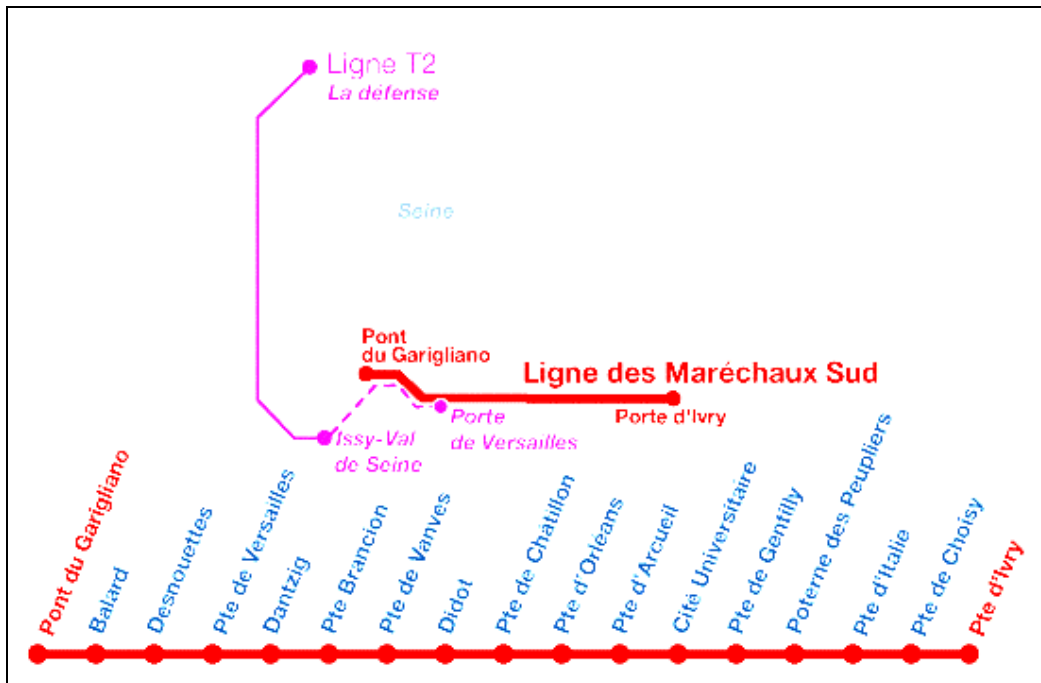 Ligne T2
La défense
Seine
Pont
du Garigliano
Ligne des Maréchaux Sud
Porte d'Ivry
Porte
de Versailles
Issy-Val
de Seine
Pont du Garigliano
Balard
Desnouettes
Pte de Versailles
Dantzig
Pte Brancion
Pte de Vanves
Didot
Pte de Châtillon
Pte d'Orléans
Pte d'Arcueil
Cité Universitaire
Pte de Gentilly
Poterne des Peupliers
Pte d'Italie
Pte de Choisy
Pte d'Ivry